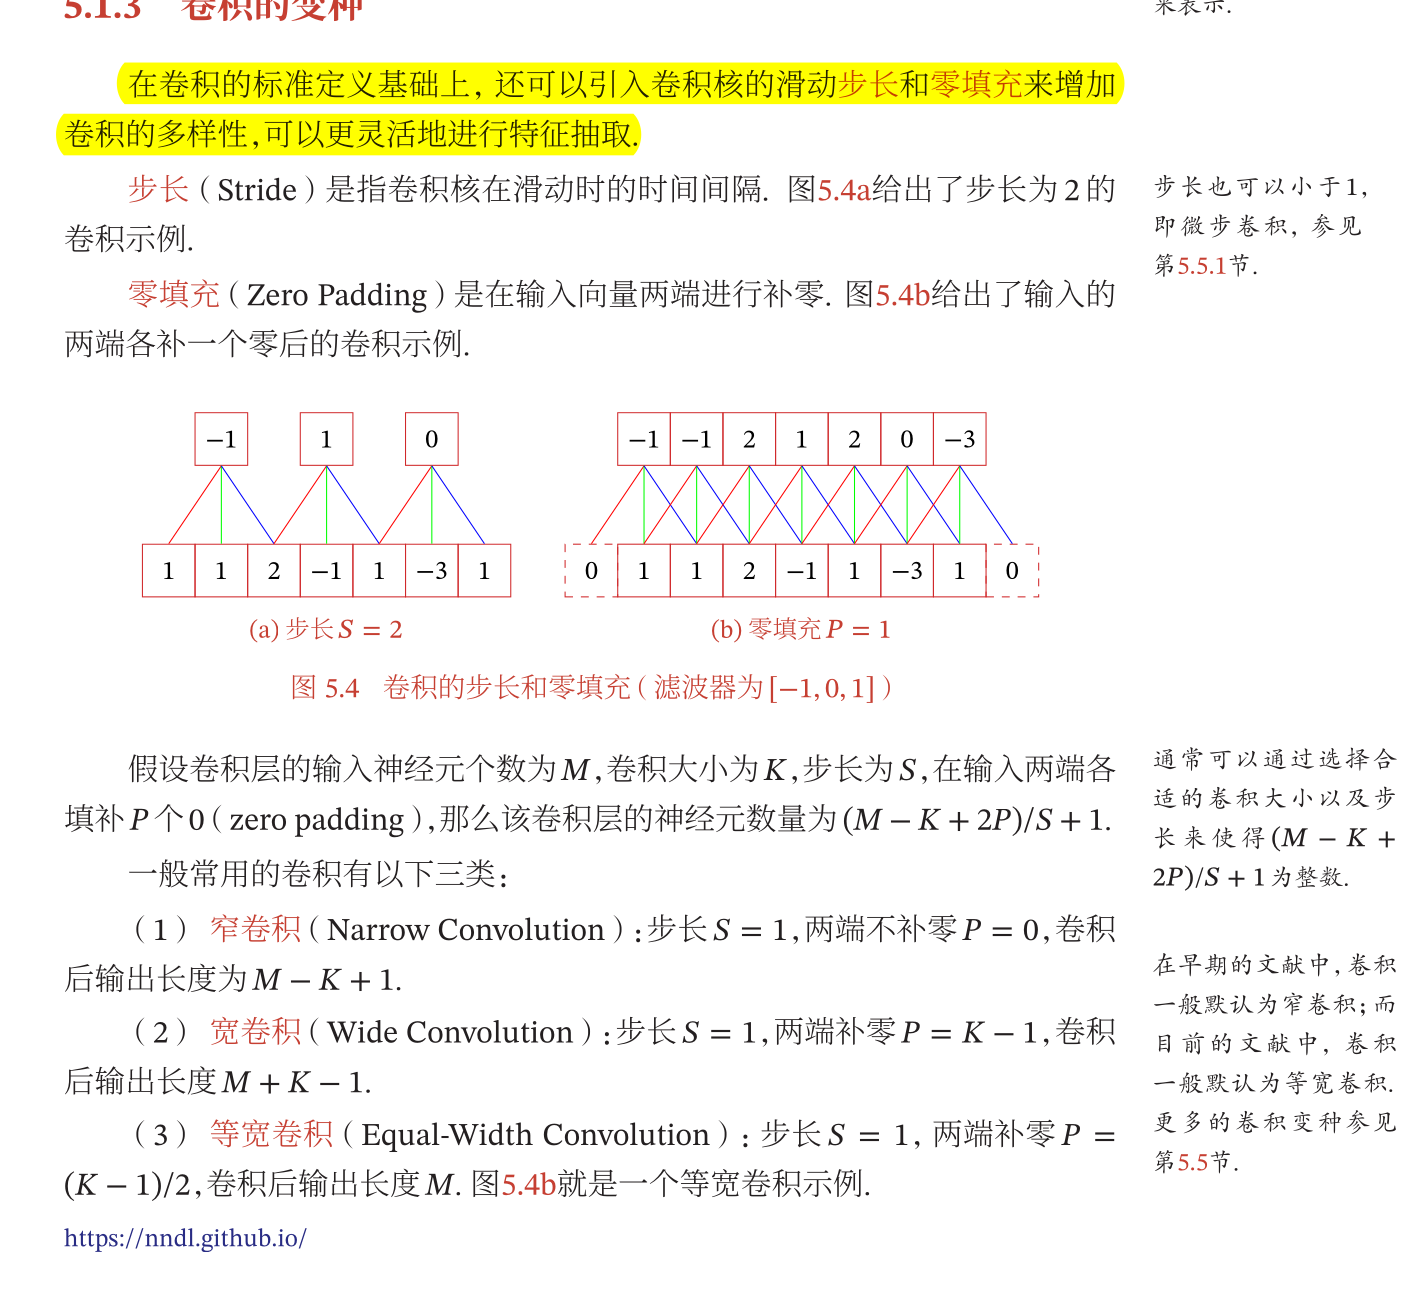 5.1.3 卷积的变种
来表示.
在卷积的标准定义基础上, 还可以引入卷积核的滑动步长和零填充来增加
卷积的多样性,可以更灵活地进行特征抽取.
步长（Stride）是指卷积核在滑动时的时间间隔. 图5.4a给出了步长为2的
卷积示例.
步长也可以小于1,
即微步卷积, 参见
第5.5.1节.
零填充（Zero Padding）是在输入向量两端进行补零. 图5.4b给出了输入的
两端各补一个零后的卷积示例.
−1 1 0
1 1 2 −1 1 −3 1
(a) 步长 S = 2
−1 −1 2 1 2 0 −3
0 1 1 2 −1 1 −3 1 0
(b) 零填充 P = 1
图 5.4 卷积的步长和零填充（滤波器为[−1, 0, 1]）
假设卷积层的输入神经元个数为M,卷积大小为K,步长为S,在输入两端各
填补P个0（zero padding）,那么该卷积层的神经元数量为(M − K + 2P)/S + 1.
通常可以通过选择合
适的卷积大小以及步
长来使得(M − K +
2P)/S + 1为整数.
一般常用的卷积有以下三类：
（1） 窄卷积（Narrow Convolution）：步长S = 1,两端不补零P = 0,卷积
后输出长度为M − K + 1.
（2） 宽卷积（Wide Convolution）：步长S = 1,两端补零P = K − 1,卷积
后输出长度M + K − 1.
（3） 等宽卷积（Equal-Width Convolution）：步长S = 1, 两端补零P =
(K − 1)/2,卷积后输出长度M. 图5.4b就是一个等宽卷积示例.
在早期的文献中,卷积
一般默认为窄卷积;而
目前的文献中, 卷积
一般默认为等宽卷积.
更多的卷积变种参见
第5.5节.
https://nndl.github.io/